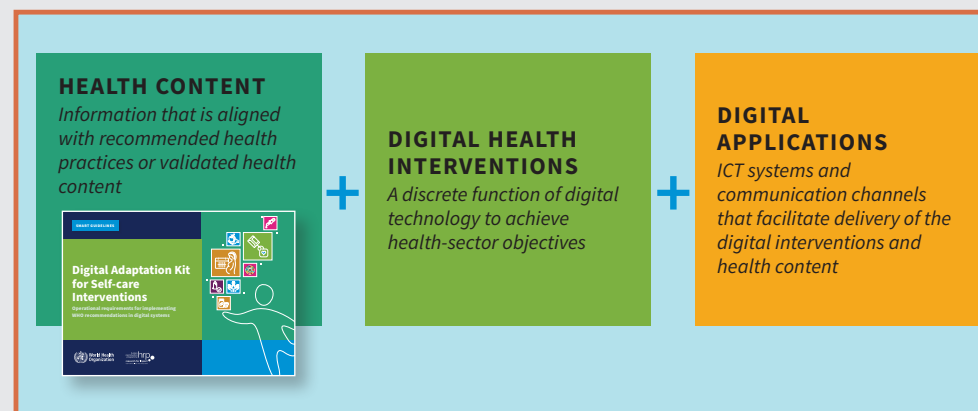 HEALTH CONTENT
Information that is aligned
with recommended health
practices or validated health
content
SMART GUIDELINES
Digital Adaptation Kit
for Self-care
Interventions
Operational requirements for implementing
WHO recommendations in digital systems
World Health
Organization
hrp
+
DIGITAL HEALTH
INTERVENTIONS
A discrete function of digital
technology to achieve
health-sector objectives
+
DIGITAL
APPLICATIONS
ICT systems and
communication channels
that facilitate delivery of the
digital interventions and
health content